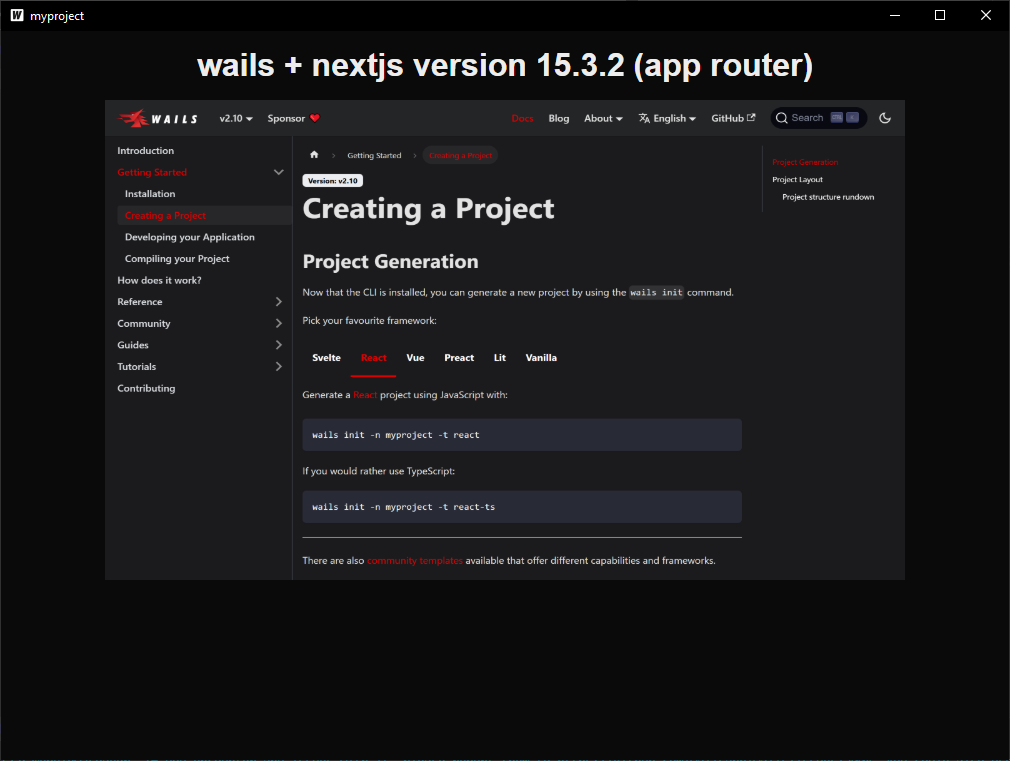 myproject
wails + nextjs version 15.3.2 (app router)
WAILS v2.10 Sponsor Docs Blog About English GitHub Search
Introduction
Getting Started
Installation
Creating a Project
Developing your Application
Compiling your Project
How does it work?
Reference
Community
Guides
Tutorials
Contributing
Getting Started Creating a Project
Version: v2.10
Creating a Project
Project Generation
Now that the CLI is installed, you can generate a new project by using the wails init command.
Pick your favourite framework:
Svelte React Vue Preact Lit Vanilla
Generate a React project using JavaScript with:
wails init -n myproject -t react
If you would rather use TypeScript:
wails init -n myproject -t react-ts
There are also community templates available that offer different capabilities and frameworks.
Project Generation
Project Layout
Project structure rundown